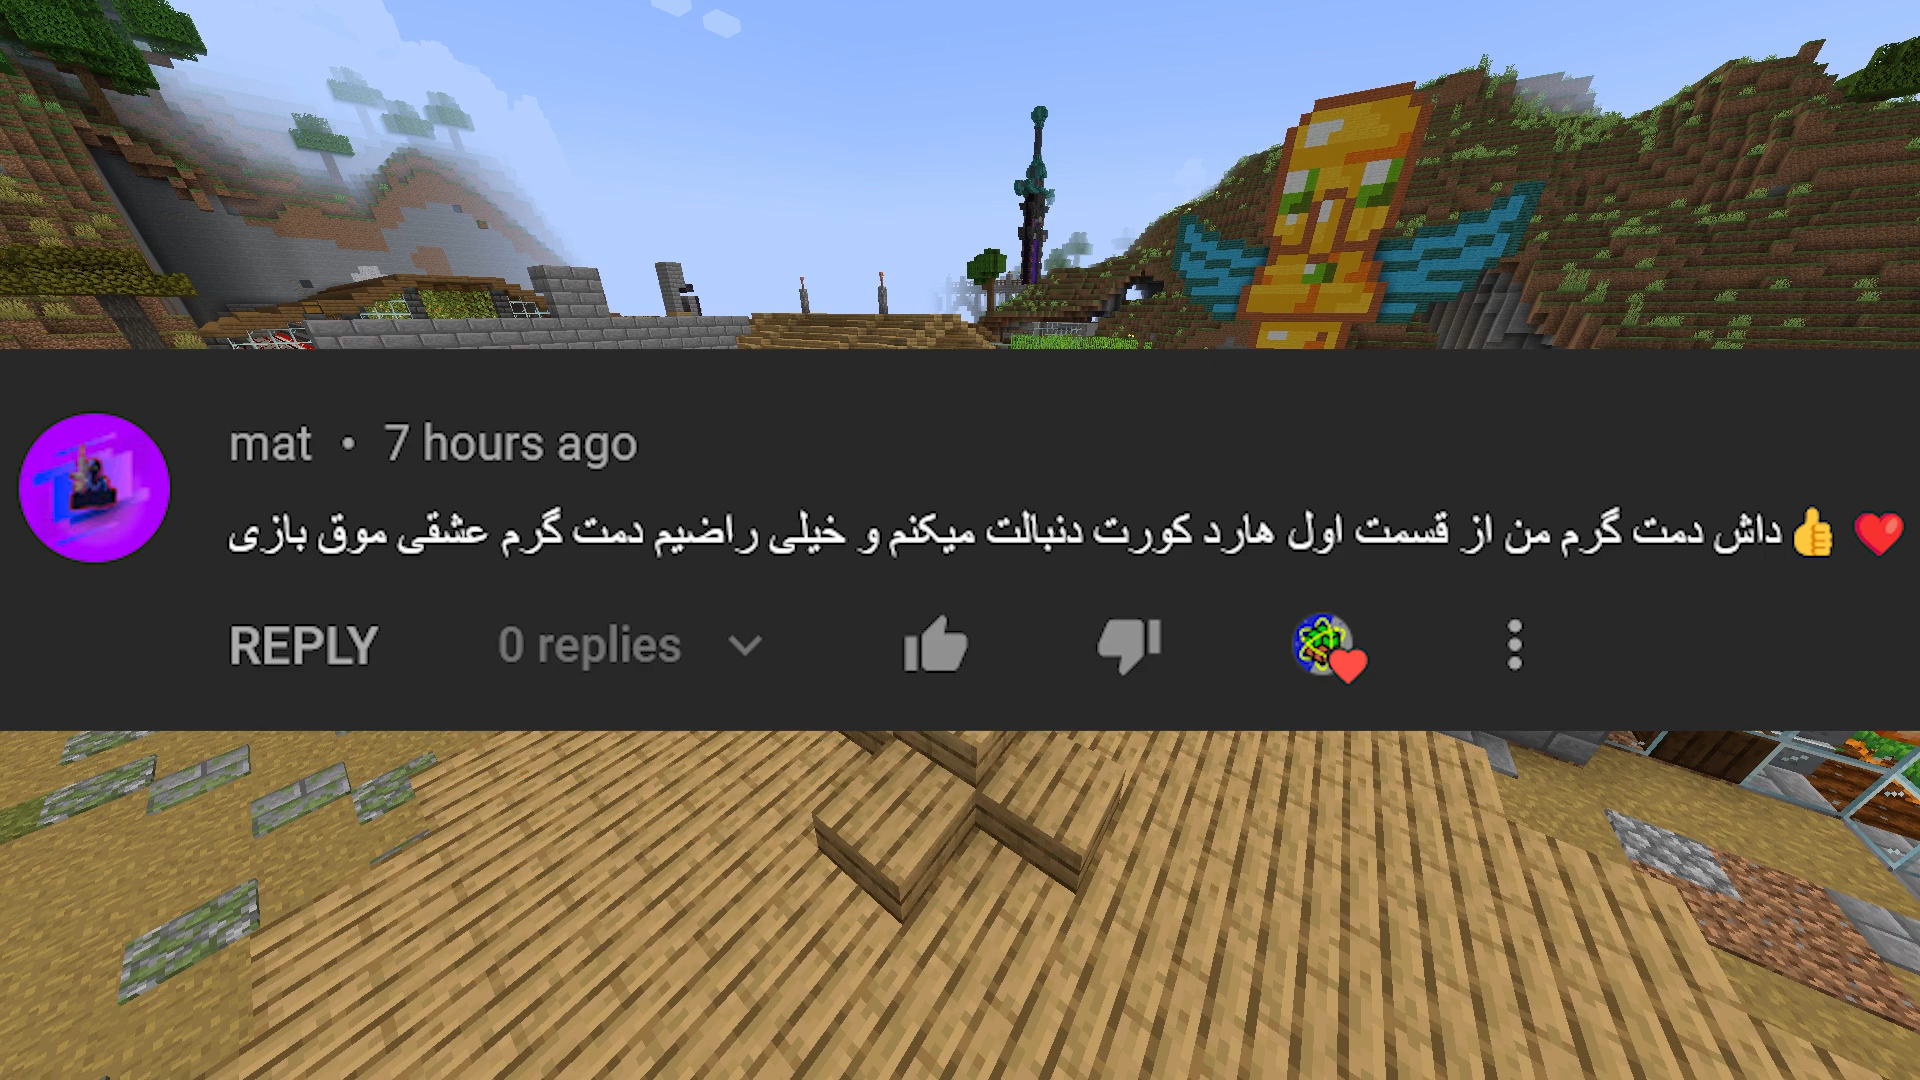 mat • 7 hours ago
داش دمت گرم من از قسمت اول هارد کورت دنبالت میکنم و خیلی راضیم دمت گرم عشقی موق بازی👍 ❤️
REPLY 0 replies